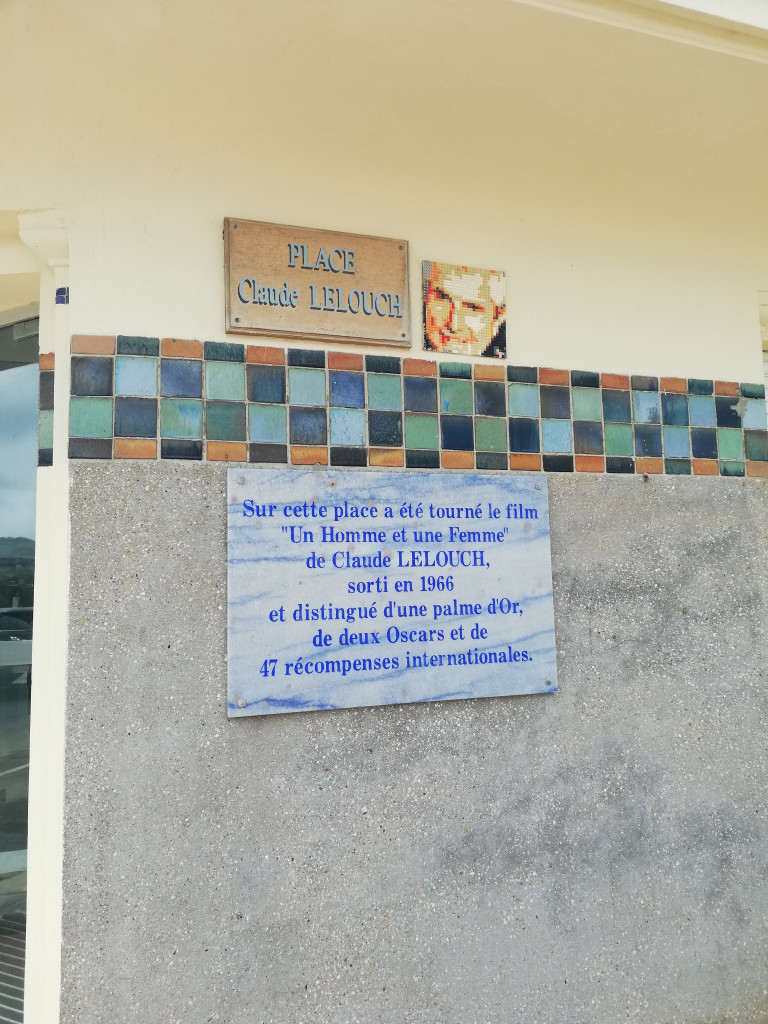 PLACE
Claude LELOUCH
Sur cette place a été tourné le film
"Un Homme et une Femme"
de Claude LELOUCH,
sorti en 1966
et distingué d'une palme d'Or,
de deux Oscars et de
47 récompenses internationales.